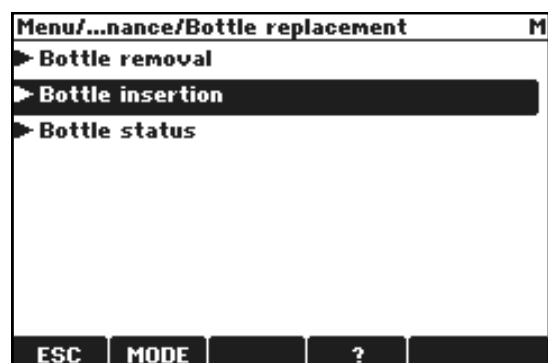 Menu/...nance/Bottle replacement M
Bottle removal
Bottle insertion
Bottle status
ESC MODE ?